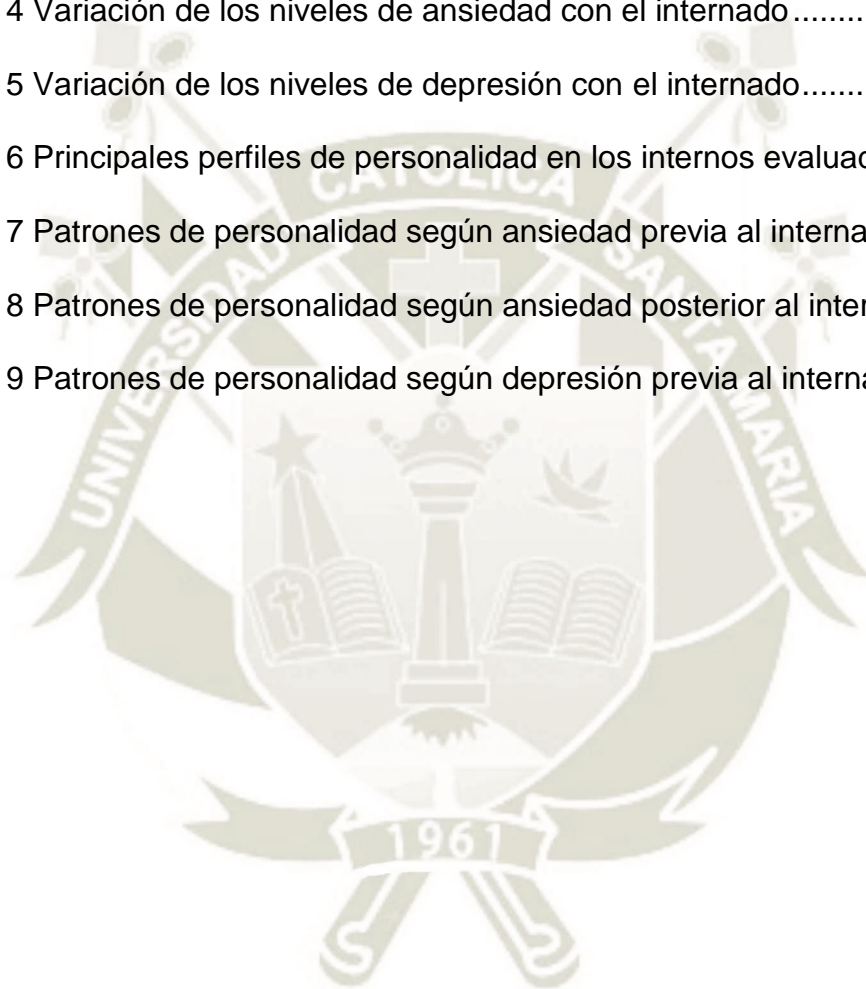 4 Variación de los niveles de ansiedad con el internado.........
5 Variación de los niveles de depresión con el internado.......
6 Principales perfiles de personalidad en los internos evaluac
7 Patrones de personalidad según ansiedad previa al interna
8 Patrones de personalidad según ansiedad posterior al inter
9 Patrones de personalidad según depresión previa al interna
UNIVERSIDAD CATOLICA SANTA MARIA
1961